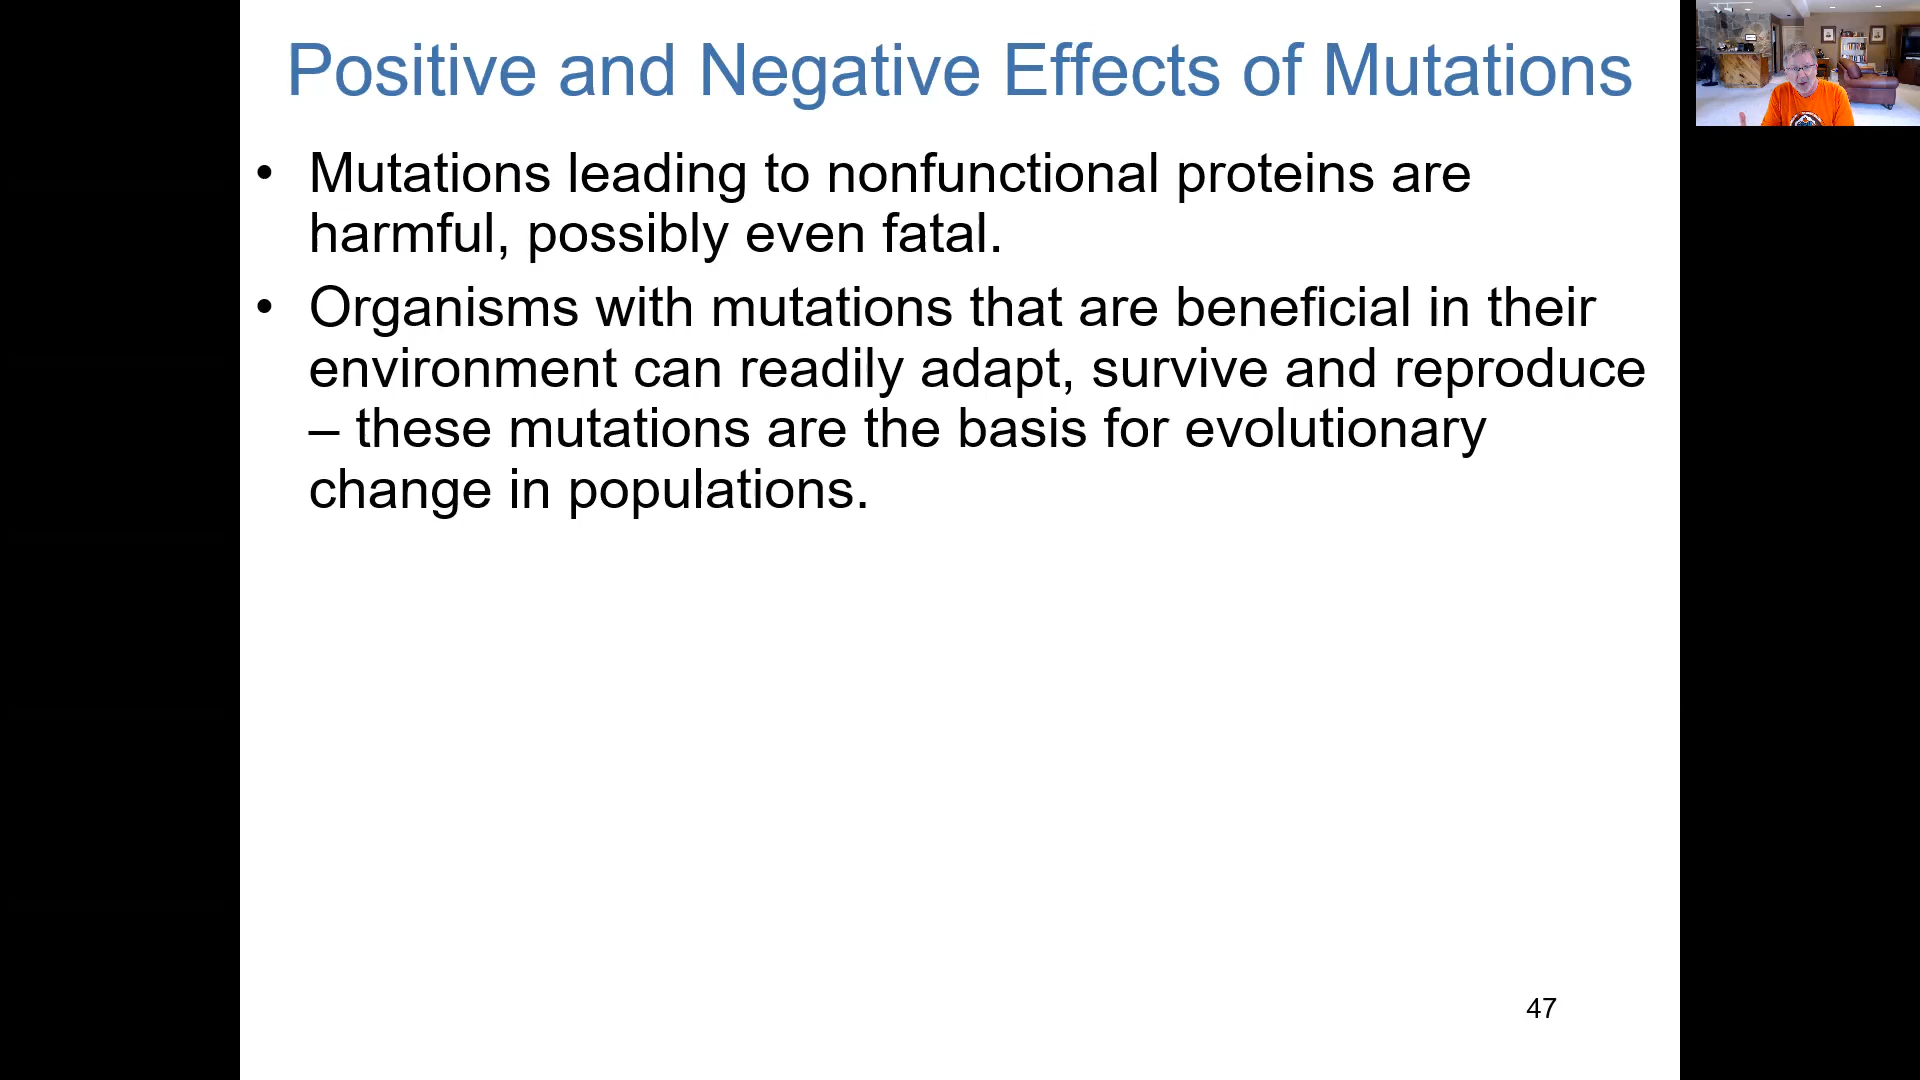 Positive and Negative Effects of Mutations
• Mutations leading to nonfunctional proteins are
harmful, possibly even fatal.
• Organisms with mutations that are beneficial in their
environment can readily adapt, survive and reproduce
– these mutations are the basis for evolutionary
change in populations.
47